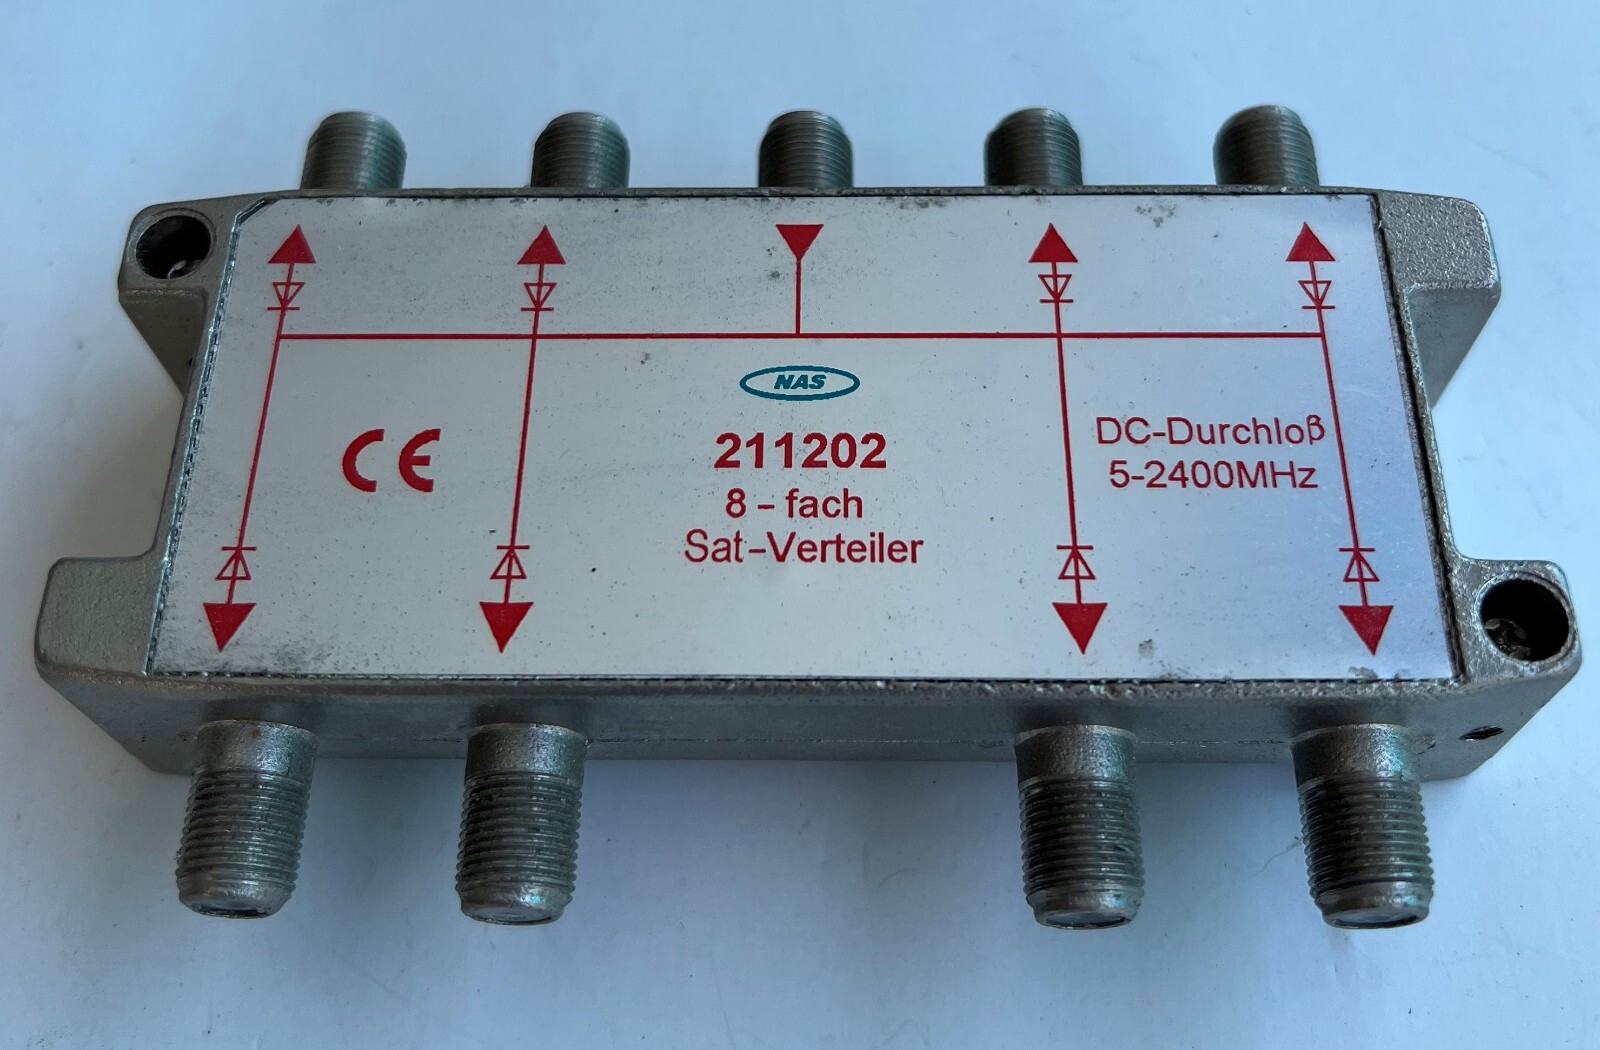 NAS
211202
8-fach
Sat-Verteiler
CE
DC-Durchloß
5-2400MHz